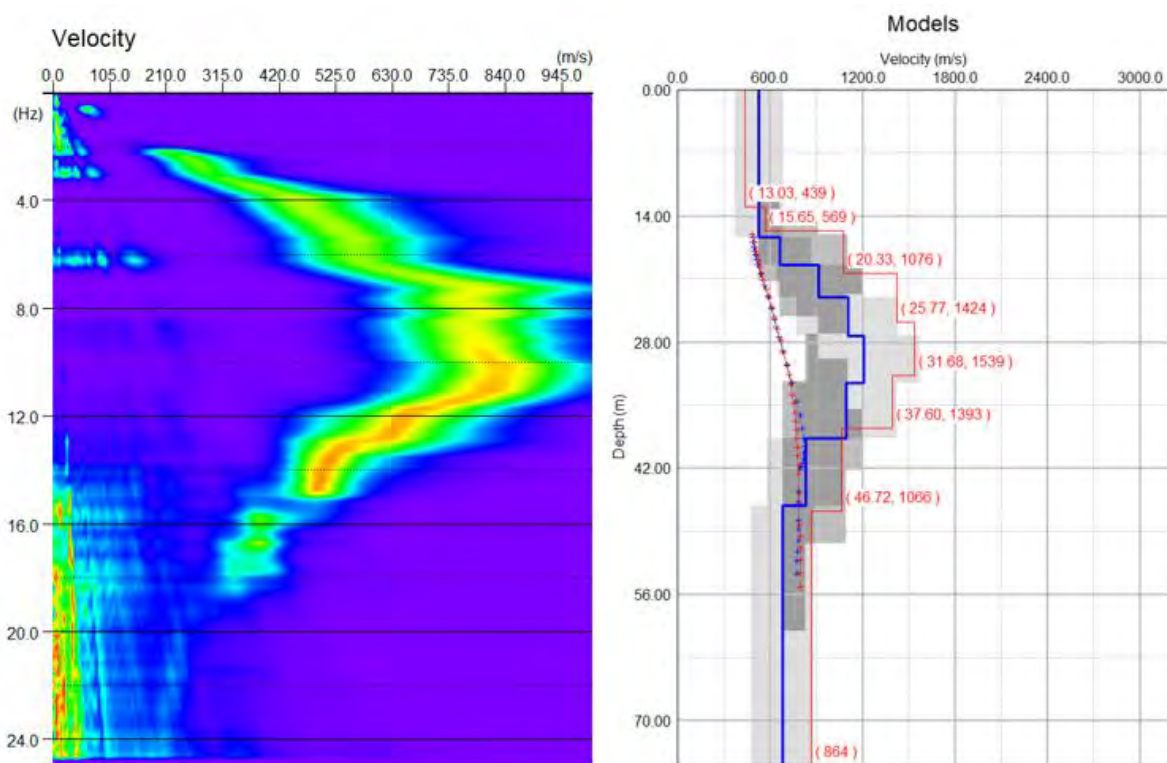 Velocity
(m/s)
0.0 105.0 210.0 315.0 420.0 525.0 630.0 735.0 840.0 945.0
(Hz)
4.0
8.0
12.0
16.0
20.0
24.0
Models
Velocity (m/s)
0.0 600.0 1200.0 1800.0 2400.0 3000.0
0.00
14.00
28.00
42.00
56.00
70.00
Depth (m)
( 13.03, 439 )
( 15.65, 569 )
( 20.33, 1076 )
( 25.77, 1424 )
( 31.68, 1539 )
( 37.60, 1393 )
( 46.72, 1066 )
( 864 )